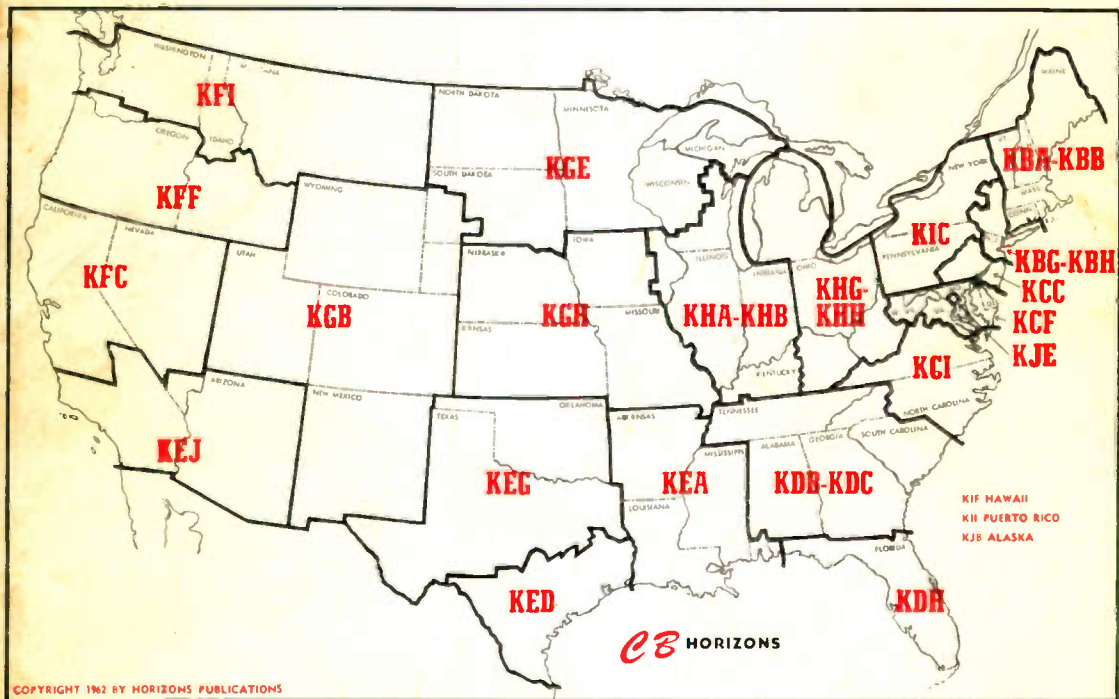 WASHINGTON
MONTANA
NORTH DAKOTA
MINNESOTA
MAINE
KFI
MICHIGAN
NEW YORK
VT
KBA-KBB
OREGON
IDAHO
KGE
SOUTH DAKOTA
WISCONSIN
MASS
KFF
WYOMING
CONN
CALIFORNIA
KIC
NEVADA
IOWA
PENNSYLVANIA
UTAH
NEBRASKA
ILLINOIS
INDIANA
OHIO
*KBG-KBH
KFC
KHG-
KCC
COLORADO
KGB
KGH
KHA-KHB
KHH
KCF
MISSOURI
KANSAS
KJE
KCI
KENTUCKY
ARIZONA
NEW MEXICO
OKLAHOMA
ARKANSAS
TENNESSEE
NORTH CAROLINA
TEXAS
SOUTH CAROLINA
ALABAMA
GEORGIA
MISSISSIPPI
KEJ
KEG
KEA
KDB-KDC
LOUISIANA
KIF HAWAII
KII PUERTO RICO
KJB ALASKA
FLORIDA
KED
KDH
CB HORIZONS
COPYRIGHT 1962 BY HORIZONS PUBLICATIONS